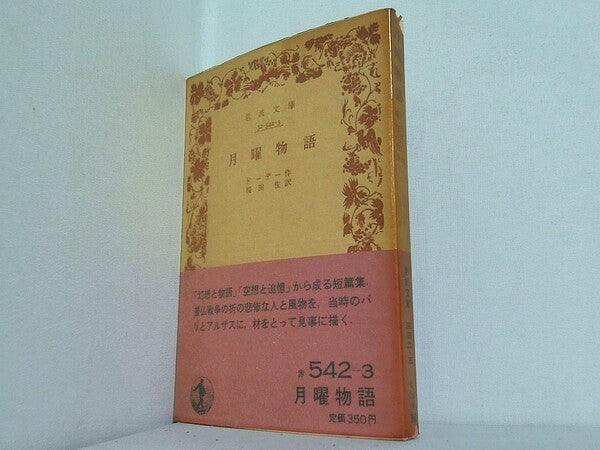 岩波文庫
32-542-3
月曜物語
ドーデー作
桜田佐訳
「幻想と物語」「空想と追憶」から成る短篇集.
普仏戦争の折の悲惨な人と風物を, 当時のパ
リとアルザスに, 材をとって見事に描く.
赤 542-3
月曜物語
定価350円